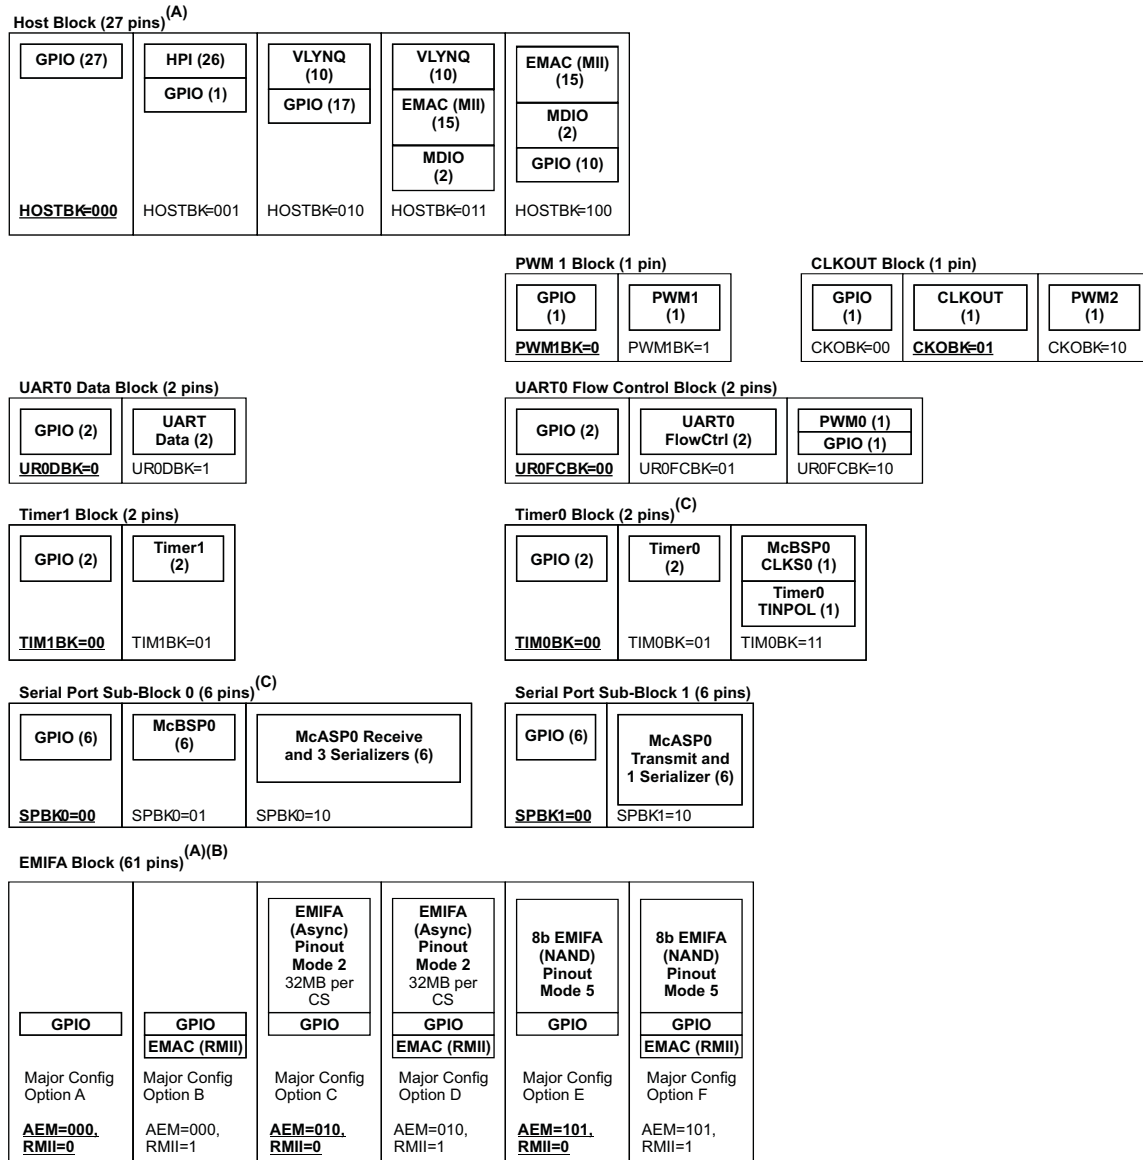 Host Block (27 pins)(A)
GPIO (27)
HOSTBK=000
HPI (26)
GPIO (1)
HOSTBK=001
VLYNQ
(10)
GPIO (17)
HOSTBK=010
VLYNQ
(10)
EMAC (MII)
(15)
MDIO
(2)
HOSTBK=011
EMAC (MII)
(15)
MDIO
(2)
GPIO (10)
HOSTBK=100
PWM 1 Block (1 pin)
GPIO
(1)
PWM1BK=0
PWM1
(1)
PWM1BK=1
CLKOUT Block (1 pin)
GPIO
(1)
CKOBK=00
CLKOUT
(1)
CKOBK=01
PWM2
(1)
CKOBK=10
UART0 Data Block (2 pins)
GPIO (2)
UR0DBK=0
UART
Data (2)
UR0DBK=1
UART0 Flow Control Block (2 pins)
GPIO (2)
UR0FCBK=00
UART0
FlowCtrl (2)
UR0FCBK=01
PWM0 (1)
GPIO (1)
UR0FCBK=10
Timer1 Block (2 pins)
GPIO (2)
TIM1BK=00
Timer1
(2)
TIM1BK=01
Timer0 Block (2 pins)(C)
GPIO (2)
TIM0BK=00
Timer0
(2)
TIM0BK=01
McBSP0
CLKS0 (1)
Timer0
TINPOL (1)
TIM0BK=11
Serial Port Sub-Block 0 (6 pins)(C)
GPIO (6)
SPBK0=00
McBSP0
(6)
SPBK0=01
McASP0 Receive
and 3 Serializers (6)
SPBK0=10
Serial Port Sub-Block 1 (6 pins)
GPIO (6)
SPBK1=00
McASP0
Transmit and
1 Serializer (6)
SPBK1=10
EMIFA Block (61 pins)(A)(B)
GPIO
Major Config
Option A
AEM=000,
RMII=0
GPIO
EMAC (RMII)
Major Config
Option B
AEM=000,
RMII=1
EMIFA
(Async)
Pinout
Mode 2
32MB per
CS
GPIO
Major Config
Option C
AEM=010,
RMII=0
EMIFA
(Async)
Pinout
Mode 2
32MB per
CS
GPIO
EMAC (RMII)
Major Config
Option D
AEM=010,
RMII=1
8b EMIFA
(NAND)
Pinout
Mode 5
GPIO
Major Config
Option E
AEM=101,
RMII=0
8b EMIFA
(NAND)
Pinout
Mode 5
GPIO
EMAC (RMII)
Major Config
Option F
AEM=101,
RMII=1